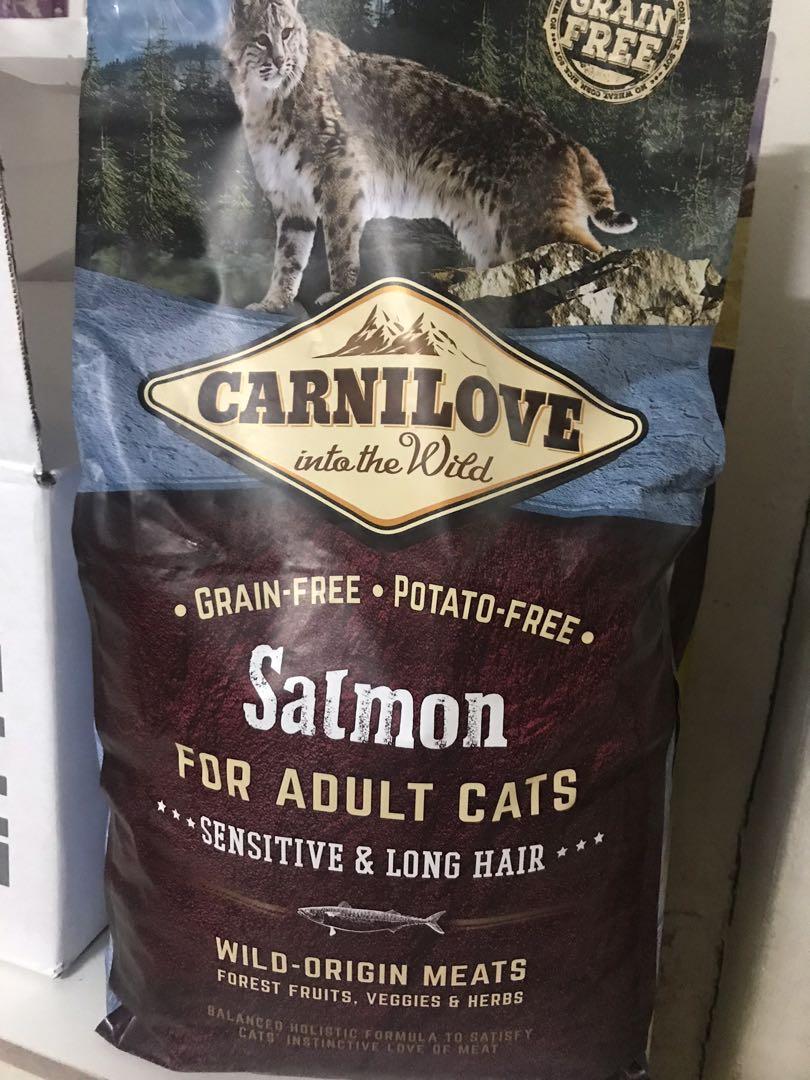 GRAIN
FREE
CARNILOVE
into the Wild
• GRAIN-FREE • POTATO-FREE •
Salmon
FOR ADULT CATS
SENSITIVE & LONG HAIR
WILD-ORIGIN MEATS
FOREST FRUITS, VEGGIES & HERBS
BALANCED HOLISTIC FORMULA TO SATISFY
CATS' INSTINCTIVE LOVE OF MEAT